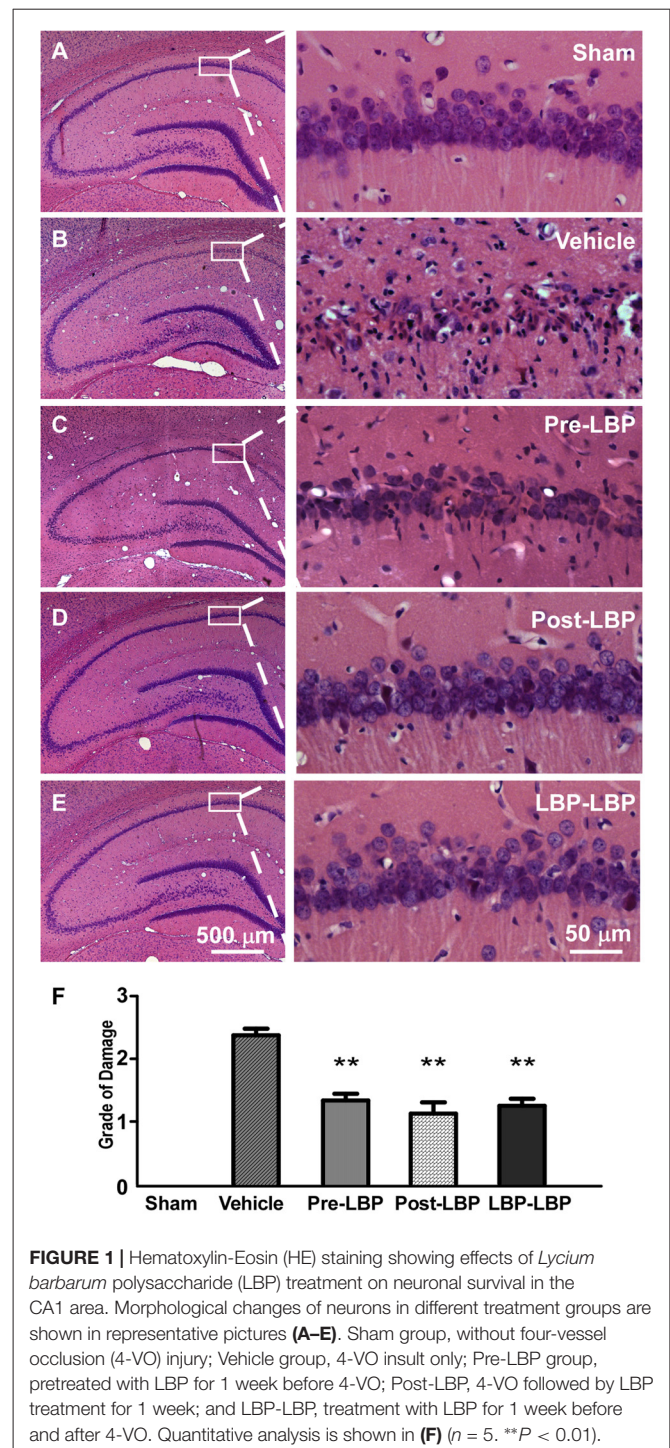 A
Sham
B
Vehicle
C
Pre-LBP
D
Post-LBP
E
LBP-LBP
500 μm
50 μm
F
3
2
1
0
Grade of Damage
** ** **
Sham Vehicle Pre-LBP Post-LBP LBP-LBP
FIGURE 1 | Hematoxylin-Eosin (HE) staining showing effects of Lycium
barbarum polysaccharide (LBP) treatment on neuronal survival in the
CA1 area. Morphological changes of neurons in different treatment groups are
shown in representative pictures (A–E). Sham group, without four-vessel
occlusion (4-VO) injury; Vehicle group, 4-VO insult only; Pre-LBP group,
pretreated with LBP for 1 week before 4-VO; Post-LBP, 4-VO followed by LBP
treatment for 1 week; and LBP-LBP, treatment with LBP for 1 week before
and after 4-VO. Quantitative analysis is shown in (F) (n = 5. **P < 0.01).